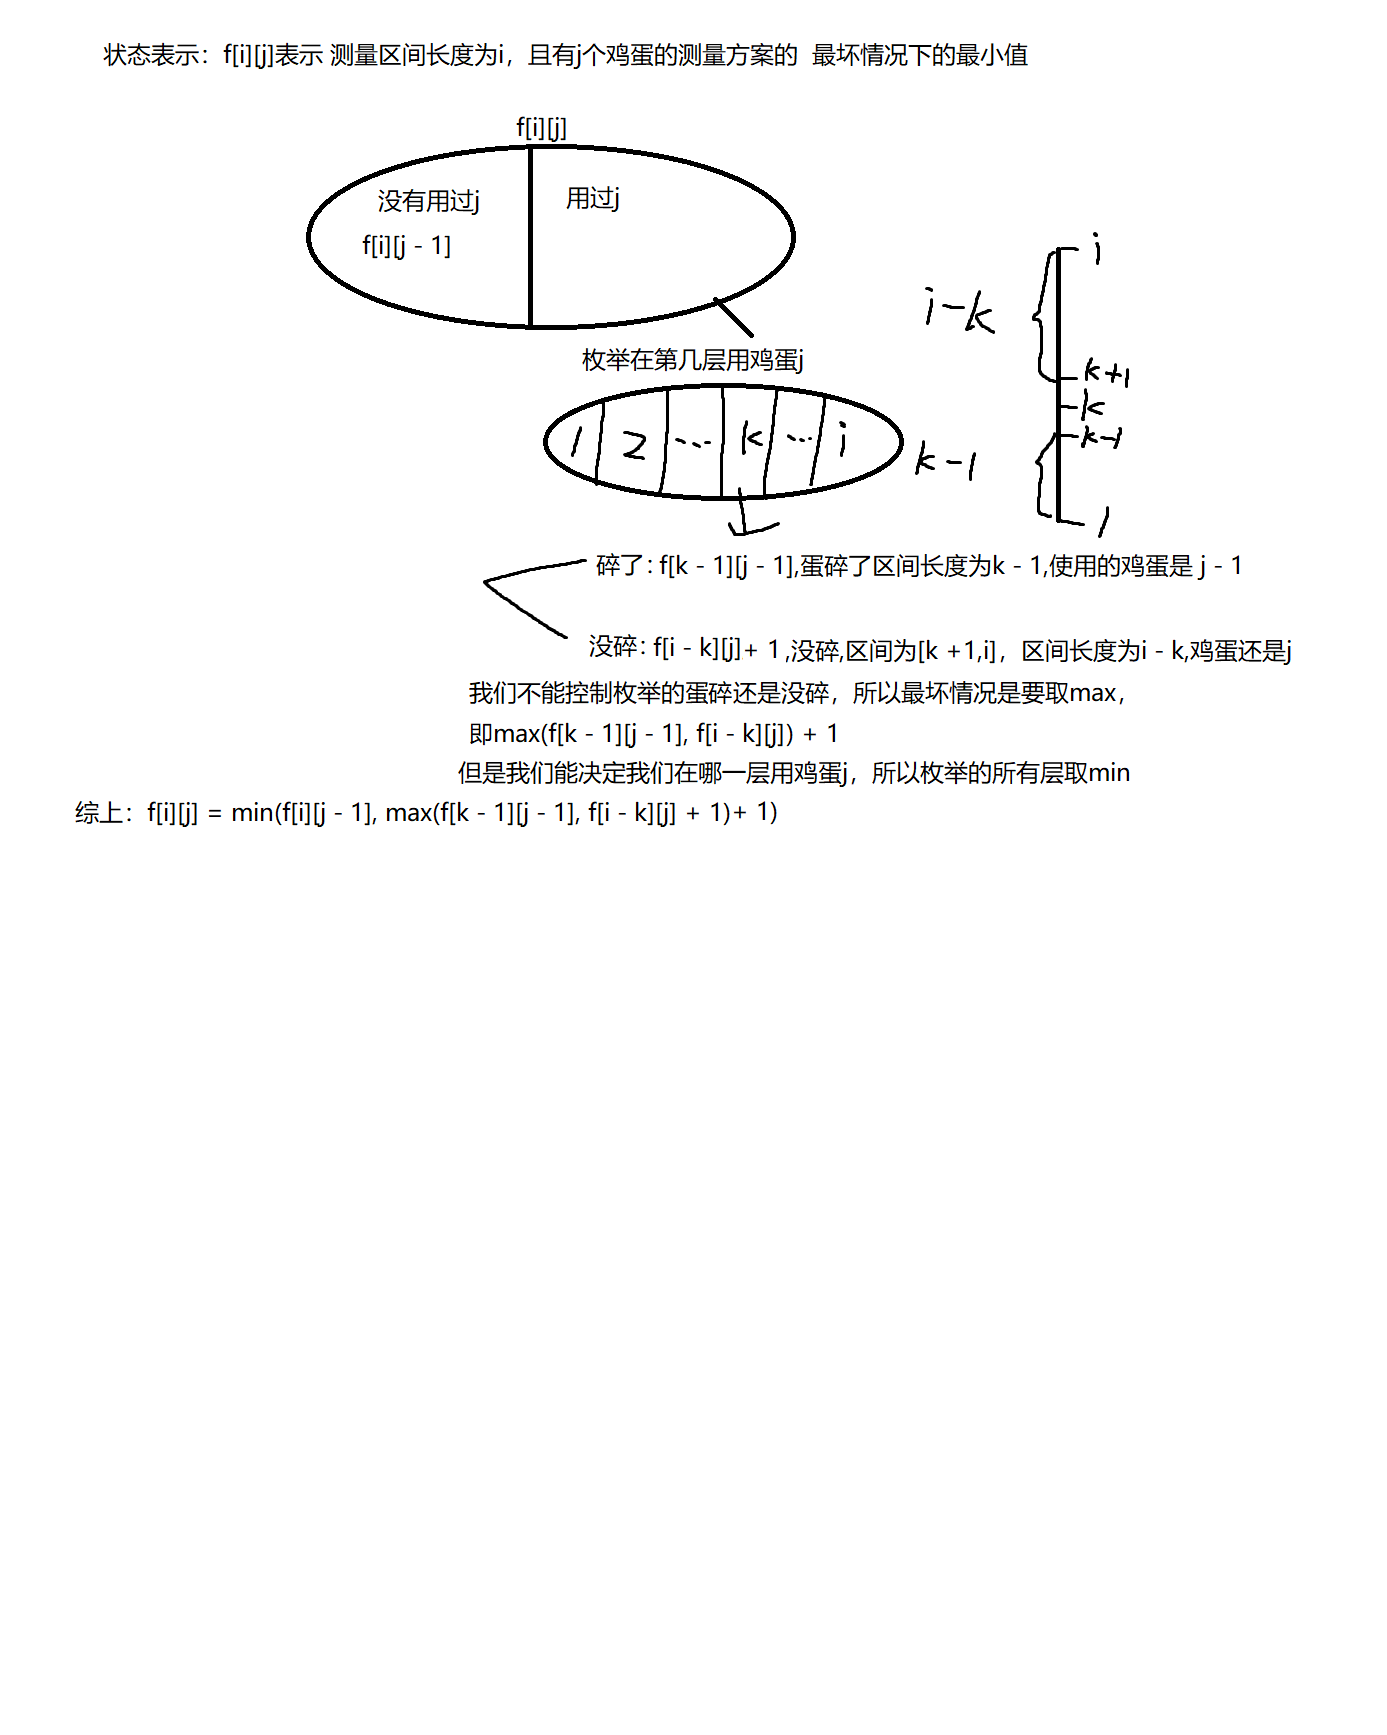 状态表示：f[i][j]表示 测量区间长度为i，且有j个鸡蛋的测量方案的 最坏情况下的最小值
f[i][j]
没有用过j
用过j
f[i][j - 1]
i
i-k
枚举在第几层用鸡蛋j
k+1
k
k-1
1 2 ... k ... i
k-1
1
碎了：f[k - 1][j - 1],蛋碎了区间长度为k - 1,使用的鸡蛋是 j - 1
没碎：f[i - k][j]+ 1 ,没碎,区间为[k +1,i]，区间长度为i - k,鸡蛋还是j
我们不能控制枚举的蛋碎还是没碎，所以最坏情况是要取max，
即max(f[k - 1][j - 1], f[i - k][j]) + 1
但是我们能决定我们在哪一层用鸡蛋j，所以枚举的所有层取min
综上：f[i][j] = min(f[i][j - 1], max(f[k - 1][j - 1], f[i - k][j] + 1)+ 1)